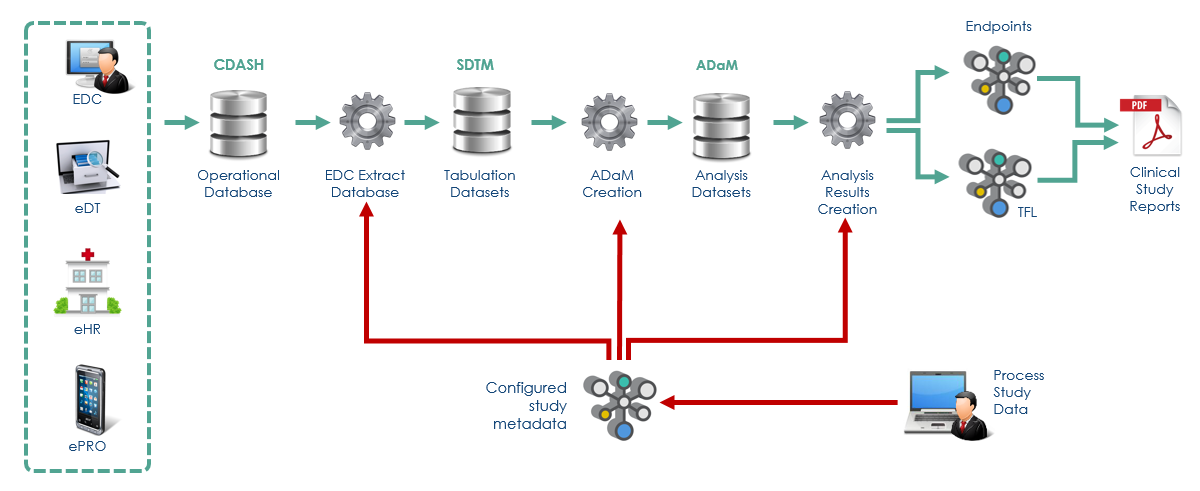 EDC
eDT
eHR
ePRO
CDASH
Operational
Database
EDC Extract
Database
SDTM
Tabulation
Datasets
ADaM
Creation
ADaM
Analysis
Datasets
Analysis
Results
Creation
Endpoints
TFL
PDF
Clinical
Study
Reports
Configured
study
metadata
Process
Study
Data